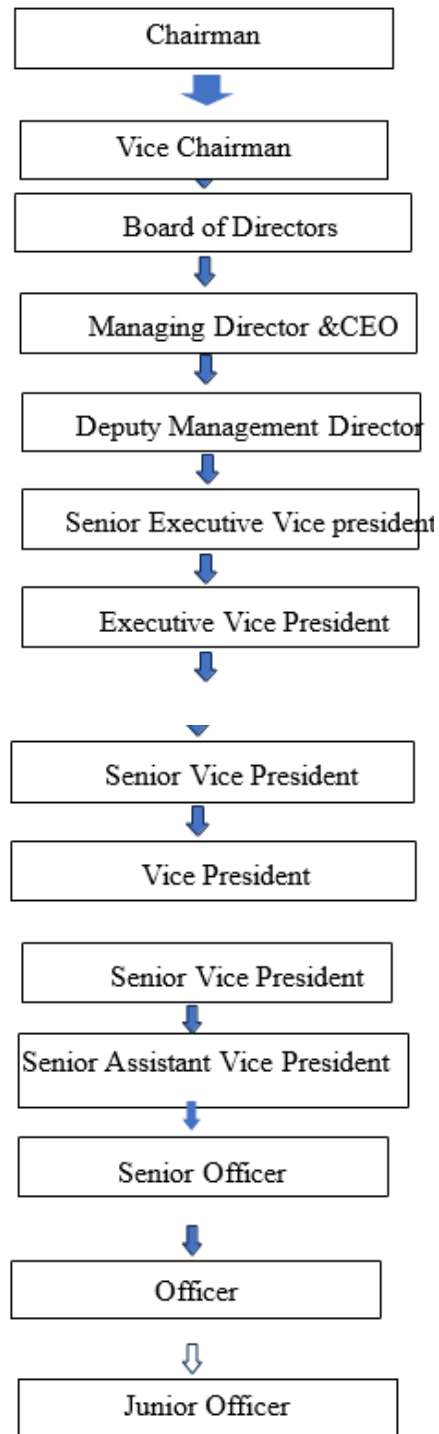 Chairman
Vice Chairman
Board of Directors
Managing Director &CEO
Deputy Management Director
Senior Executive Vice president
Executive Vice President
Senior Vice President
Vice President
Senior Vice President
Senior Assistant Vice President
Senior Officer
Officer
Junior Officer